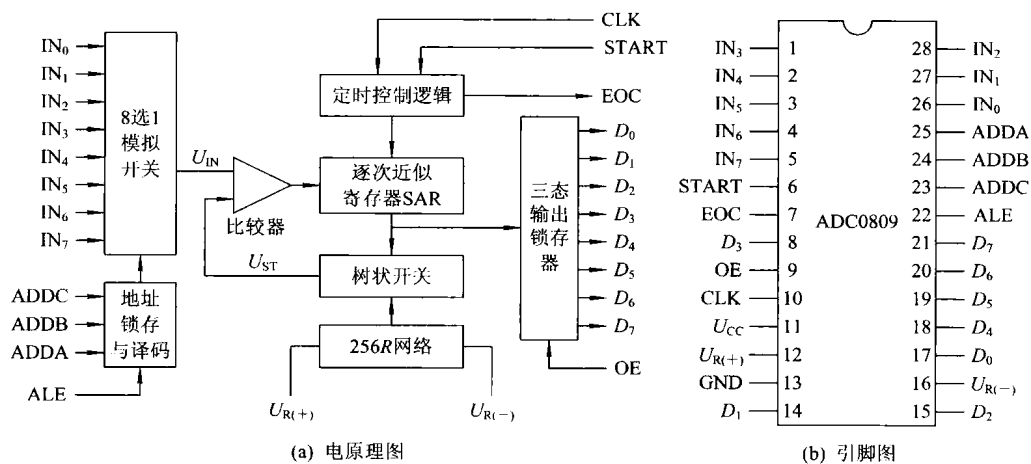 CLK
START
EOC
IN₀
IN₁
IN₂
IN₃
IN₄
IN₅
IN₆
IN₇
8选1
模拟
开关
U_IN
比较器
U_ST
定时控制逻辑
逐次近似
寄存器SAR
树状开关
256R网络
U_R(+)
U_R(−)
ADDC
ADDB
ADDA
ALE
地址
锁存
与译码
三态
输出
锁存
器
D₀
D₁
D₂
D₃
D₄
D₅
D₆
D₇
OE
(a) 电原理图
IN₃ 1 28 IN₂
IN₄ 2 27 IN₁
IN₅ 3 26 IN₀
IN₆ 4 25 ADDA
IN₇ 5 24 ADDB
START 6 23 ADDC
EOC 7 ADC0809 22 ALE
D₃ 8 21 D₇
OE 9 20 D₆
CLK 10 19 D₅
U_CC 11 18 D₄
U_R(+) 12 17 D₀
GND 13 16 U_R(−)
D₁ 14 15 D₂
(b) 引脚图